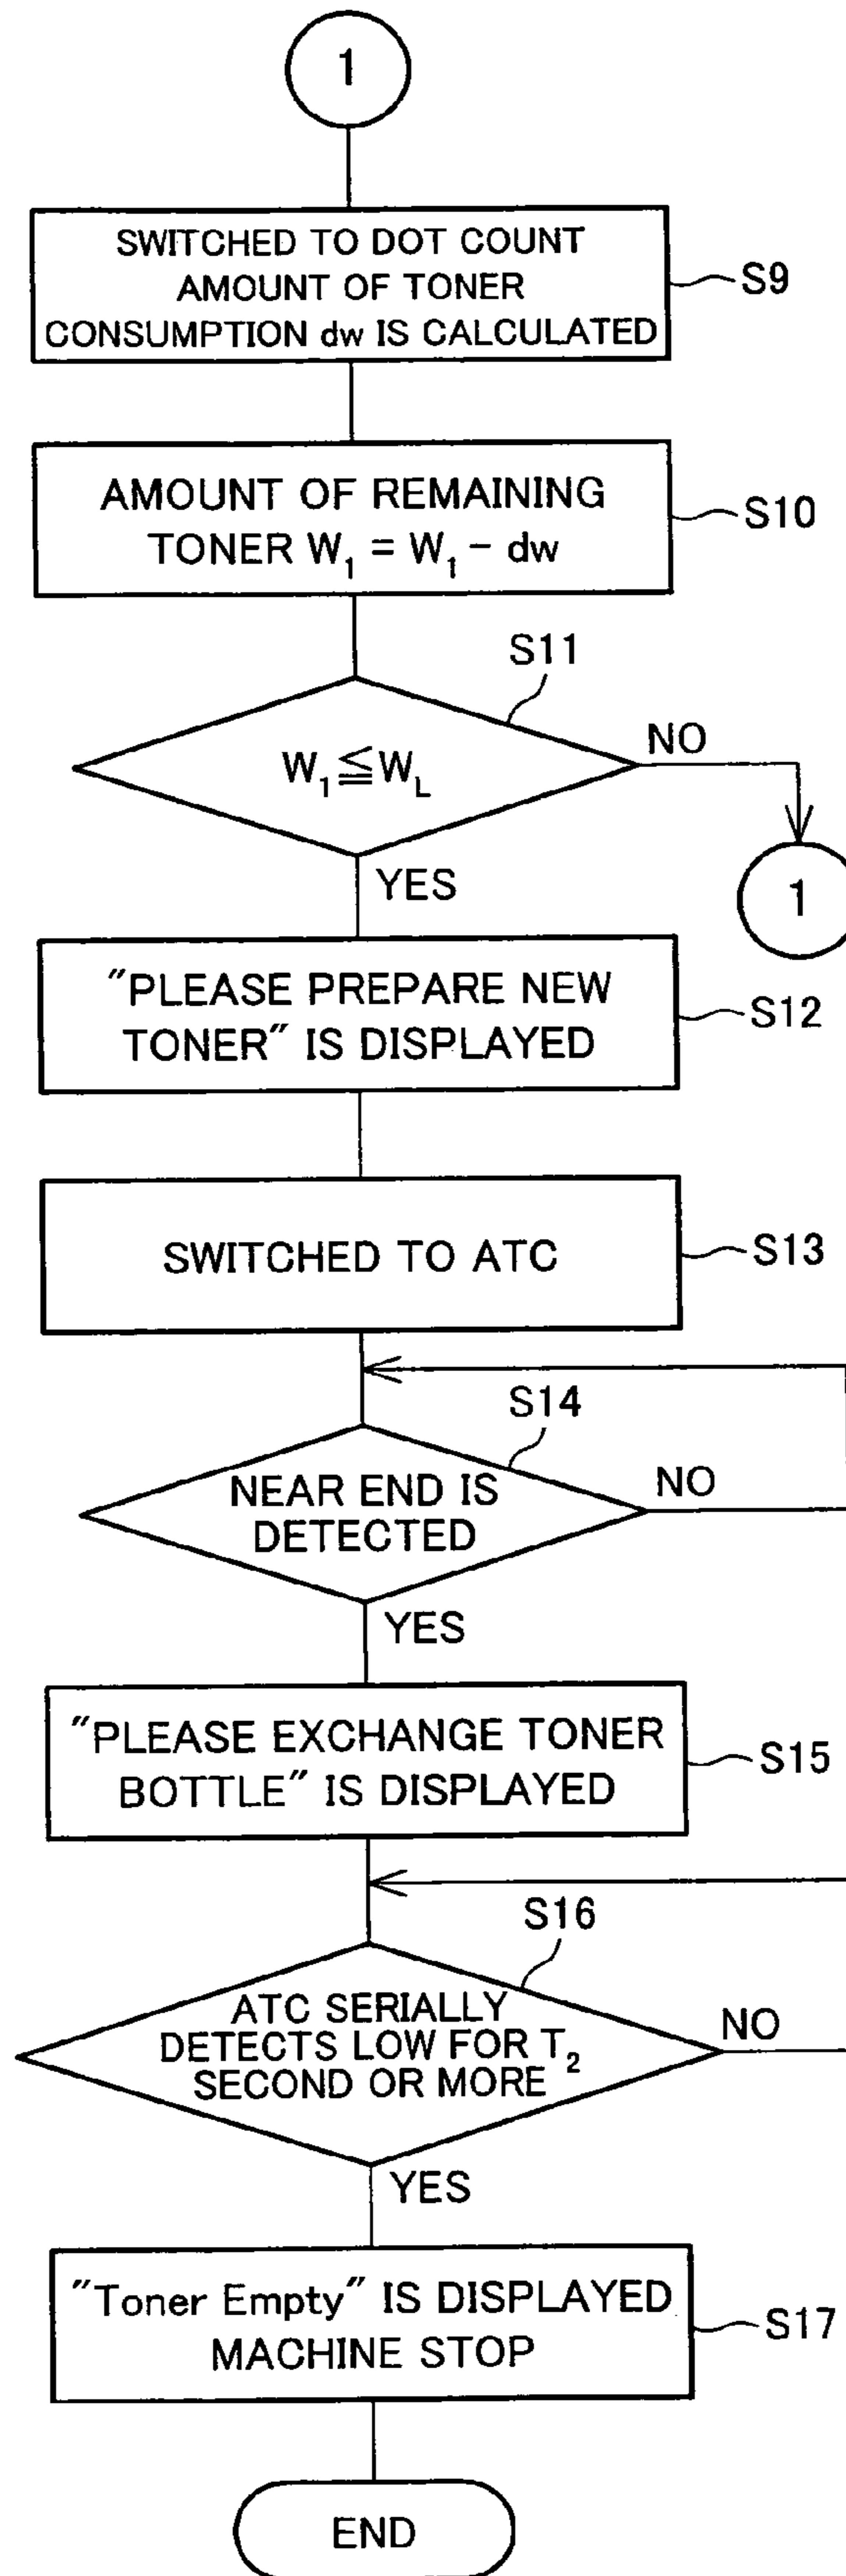 1
SWITCHED TO DOT COUNT
AMOUNT OF TONER
CONSUMPTION dw IS CALCULATED
S9
AMOUNT OF REMAINING
TONER W₁ = W₁ - dw
S10
S11
W₁≦W_L
NO
1
YES
"PLEASE PREPARE NEW
TONER" IS DISPLAYED
S12
SWITCHED TO ATC
S13
S14
NEAR END IS
DETECTED
NO
YES
"PLEASE EXCHANGE TONER
BOTTLE" IS DISPLAYED
S15
S16
ATC SERIALLY
DETECTS LOW FOR T₂
SECOND OR MORE
NO
YES
"Toner Empty" IS DISPLAYED
MACHINE STOP
S17
END